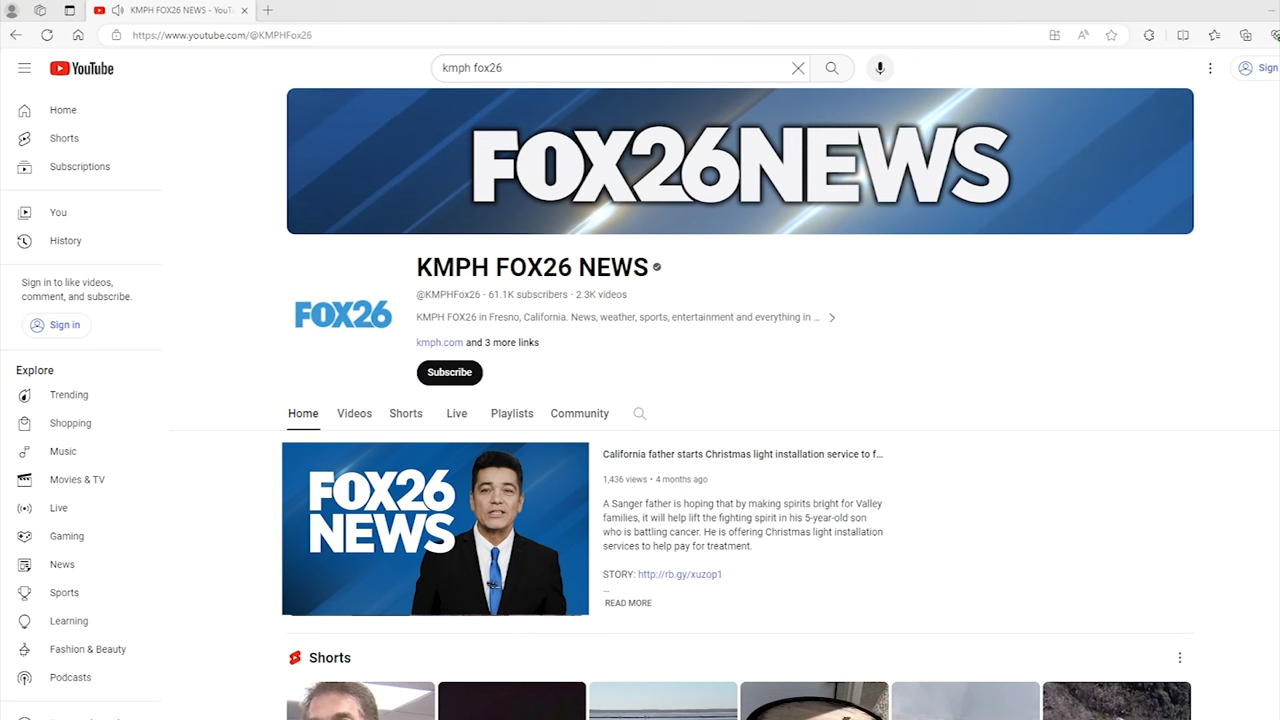 KMPH FOX26 NEWS - YouT
https://www.youtube.com/@KMPHFox26
YouTube
kmph fox26
Sign
Home
Shorts
Subscriptions
You
History
Sign in to like videos,
comment, and subscribe.
Sign in
Explore
Trending
Shopping
Music
Movies & TV
Live
Gaming
News
Sports
Learning
Fashion & Beauty
Podcasts
FOX26NEWS
FOX26
KMPH FOX26 NEWS
@KMPHFox26 · 61.1K subscribers · 2.3K videos
KMPH FOX26 in Fresno, California. News, weather, sports, entertainment and everything in ...
kmph.com and 3 more links
Subscribe
Home Videos Shorts Live Playlists Community
FOX26
NEWS
California father starts Christmas light installation service to f...
1,436 views • 4 months ago
A Sanger father is hoping that by making spirits bright for Valley
families, it will help lift the fighting spirit in his 5-year-old son
who is battling cancer. He is offering Christmas light installation
services to help pay for treatment.
STORY: http://rb.gy/xuzop1
...
READ MORE
Shorts